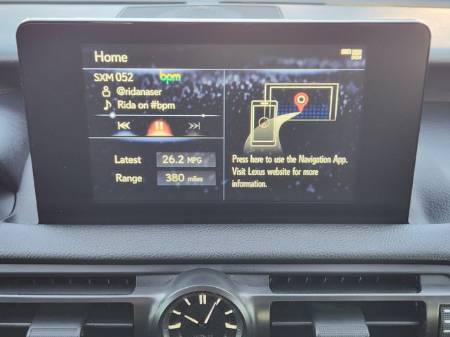 Home
SXM 052 bpm
@ridanaser
Rida on #bpm
Latest 26.2 MPG
Range 380 miles
Press here to use the Navigation App.
Visit Lexus website for more
information.